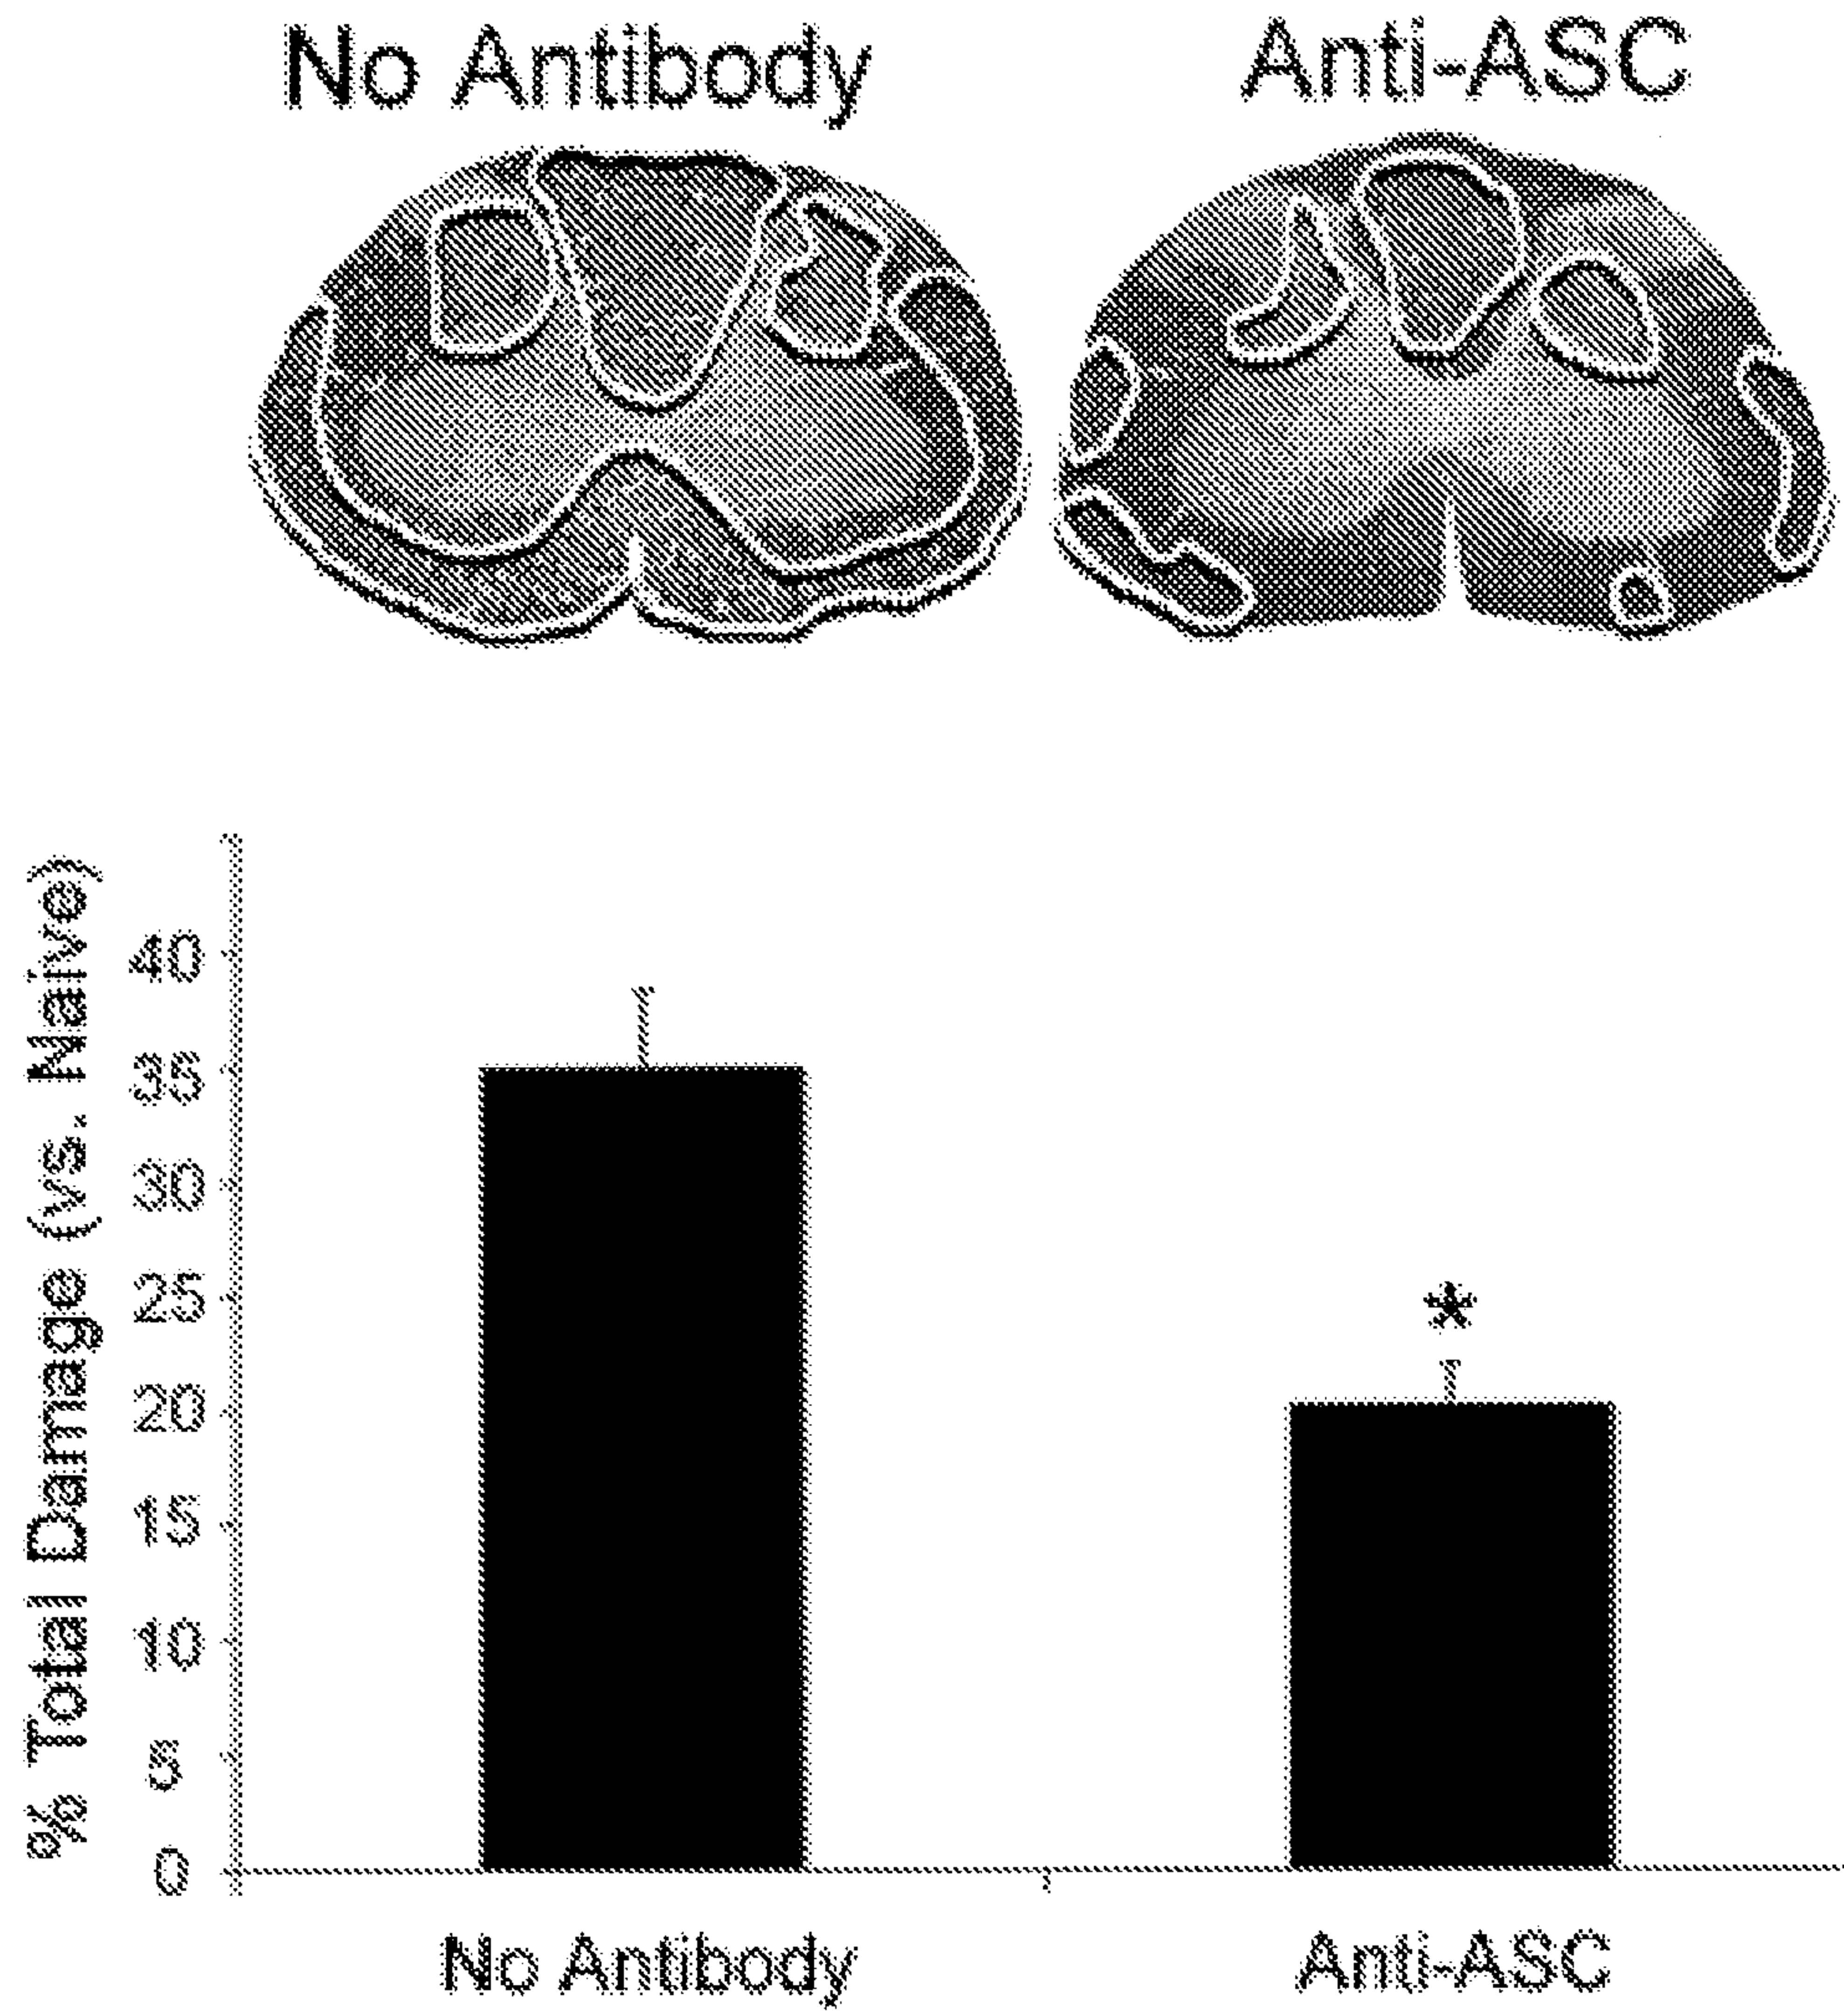 No Antibody
Anti-ASC
% Total Damage (vs. Naive)
40
35
30
25
20
15
10
5
0
*
No Antibody
Anti-ASC